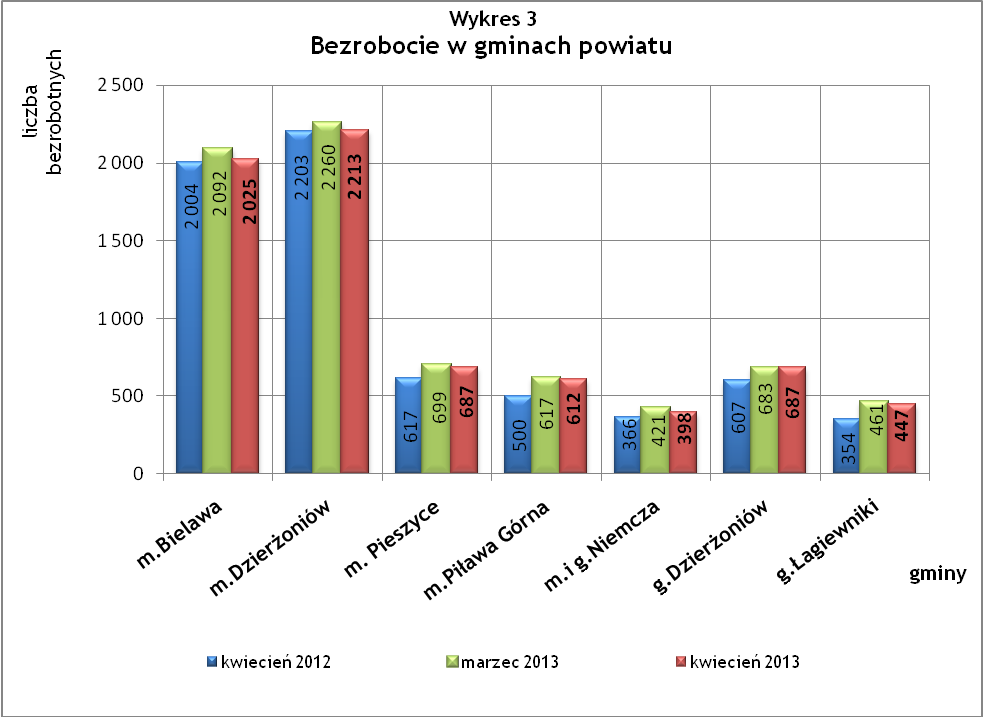 Wykres 3
Bezrobocie w gminach powiatu
liczba
bezrobotnych
2 500
2 000
1 500
1 000
500
0
2 004
2 092
2 025
2 203
2 260
2 213
617
699
687
500
617
612
366
421
398
607
683
687
354
461
447
m.Bielawa
m.Dzierżoniów
m. Pieszyce
m.Piława Górna
m.i g.Niemcza
g.Dzierżoniów
g.Łagiewniki
gminy
kwiecień 2012
marzec 2013
kwiecień 2013